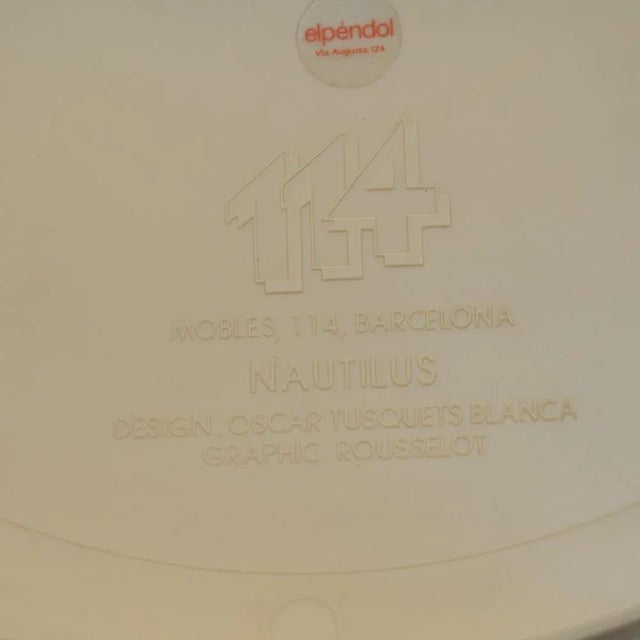 elpéndol
Via Augusta, 124
114
MOBLES, 114, BARCELONA
NAUTILUS
DESIGN, OSCAR TUSQUETS BLANCA
GRAPHIC ROUSSELOT